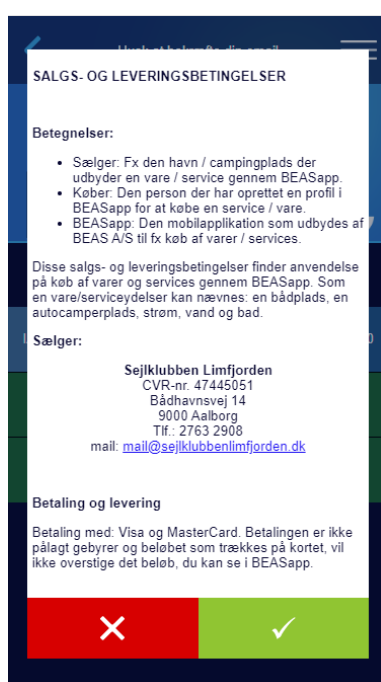 Husk at bekræfte din email
SALGS- OG LEVERINGSBETINGELSER
Betegnelser:
• Sælger: Fx den havn / campingplads der
udbyder en vare / service gennem BEASapp.
• Køber: Den person der har oprettet en profil i
BEASapp for at købe en service / vare.
• BEASapp: Den mobilapplikation som udbydes af
BEAS A/S til fx køb af varer / services.
Disse salgs- og leveringsbetingelser finder anvendelse
på køb af varer og services gennem BEASapp. Som
en vare/serviceydelser kan nævnes: en bådplads, en
autocamperplads, strøm, vand og bad.
Sælger:
Sejlklubben Limfjorden
CVR-nr. 47445051
Bådhavnsvej 14
9000 Aalborg
Tlf.: 2763 2908
mail: mail@sejlklubbenlimfjorden.dk
Betaling og levering
Betaling med: Visa og MasterCard. Betalingen er ikke
pålagt gebyrer og beløbet som trækkes på kortet, vil
ikke overstige det beløb, du kan se i BEASapp.